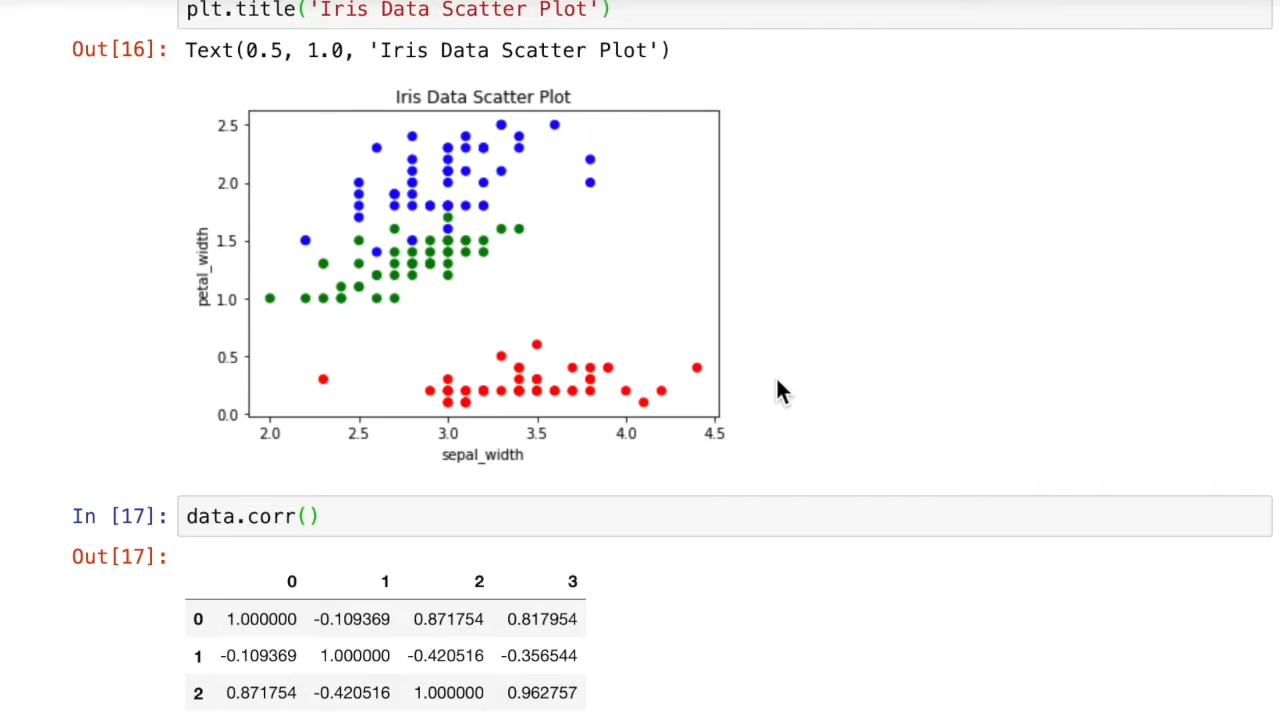 plt.title('Iris Data Scatter Plot')
Out[16]: Text(0.5, 1.0, 'Iris Data Scatter Plot')
Iris Data Scatter Plot
2.5
2.0
1.5
1.0
0.5
0.0
petal_width
2.0 2.5 3.0 3.5 4.0 4.5
sepal_width
In [17]: data.corr()
Out[17]:
0 1 2 3
0 1.000000 -0.109369 0.871754 0.817954
1 -0.109369 1.000000 -0.420516 -0.356544
2 0.871754 -0.420516 1.000000 0.962757